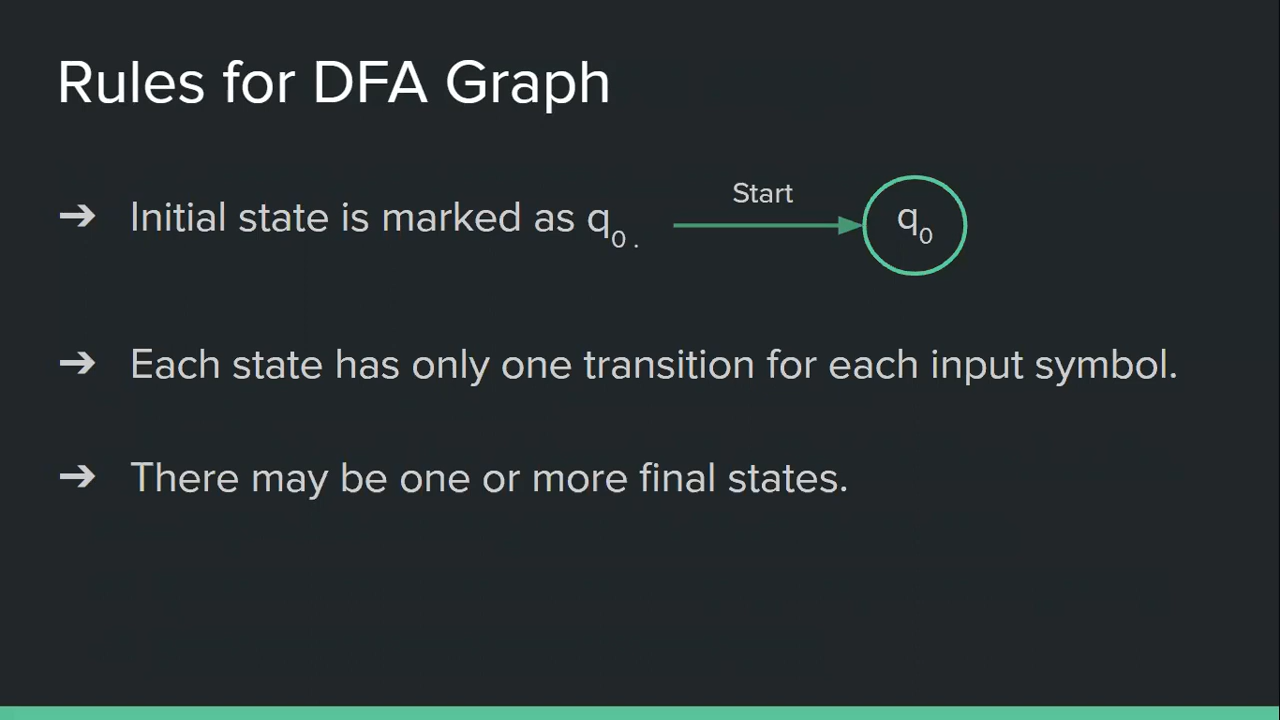 Rules for DFA Graph
➔ Initial state is marked as q0 .
Start
q0
➔ Each state has only one transition for each input symbol.
➔ There may be one or more final states.